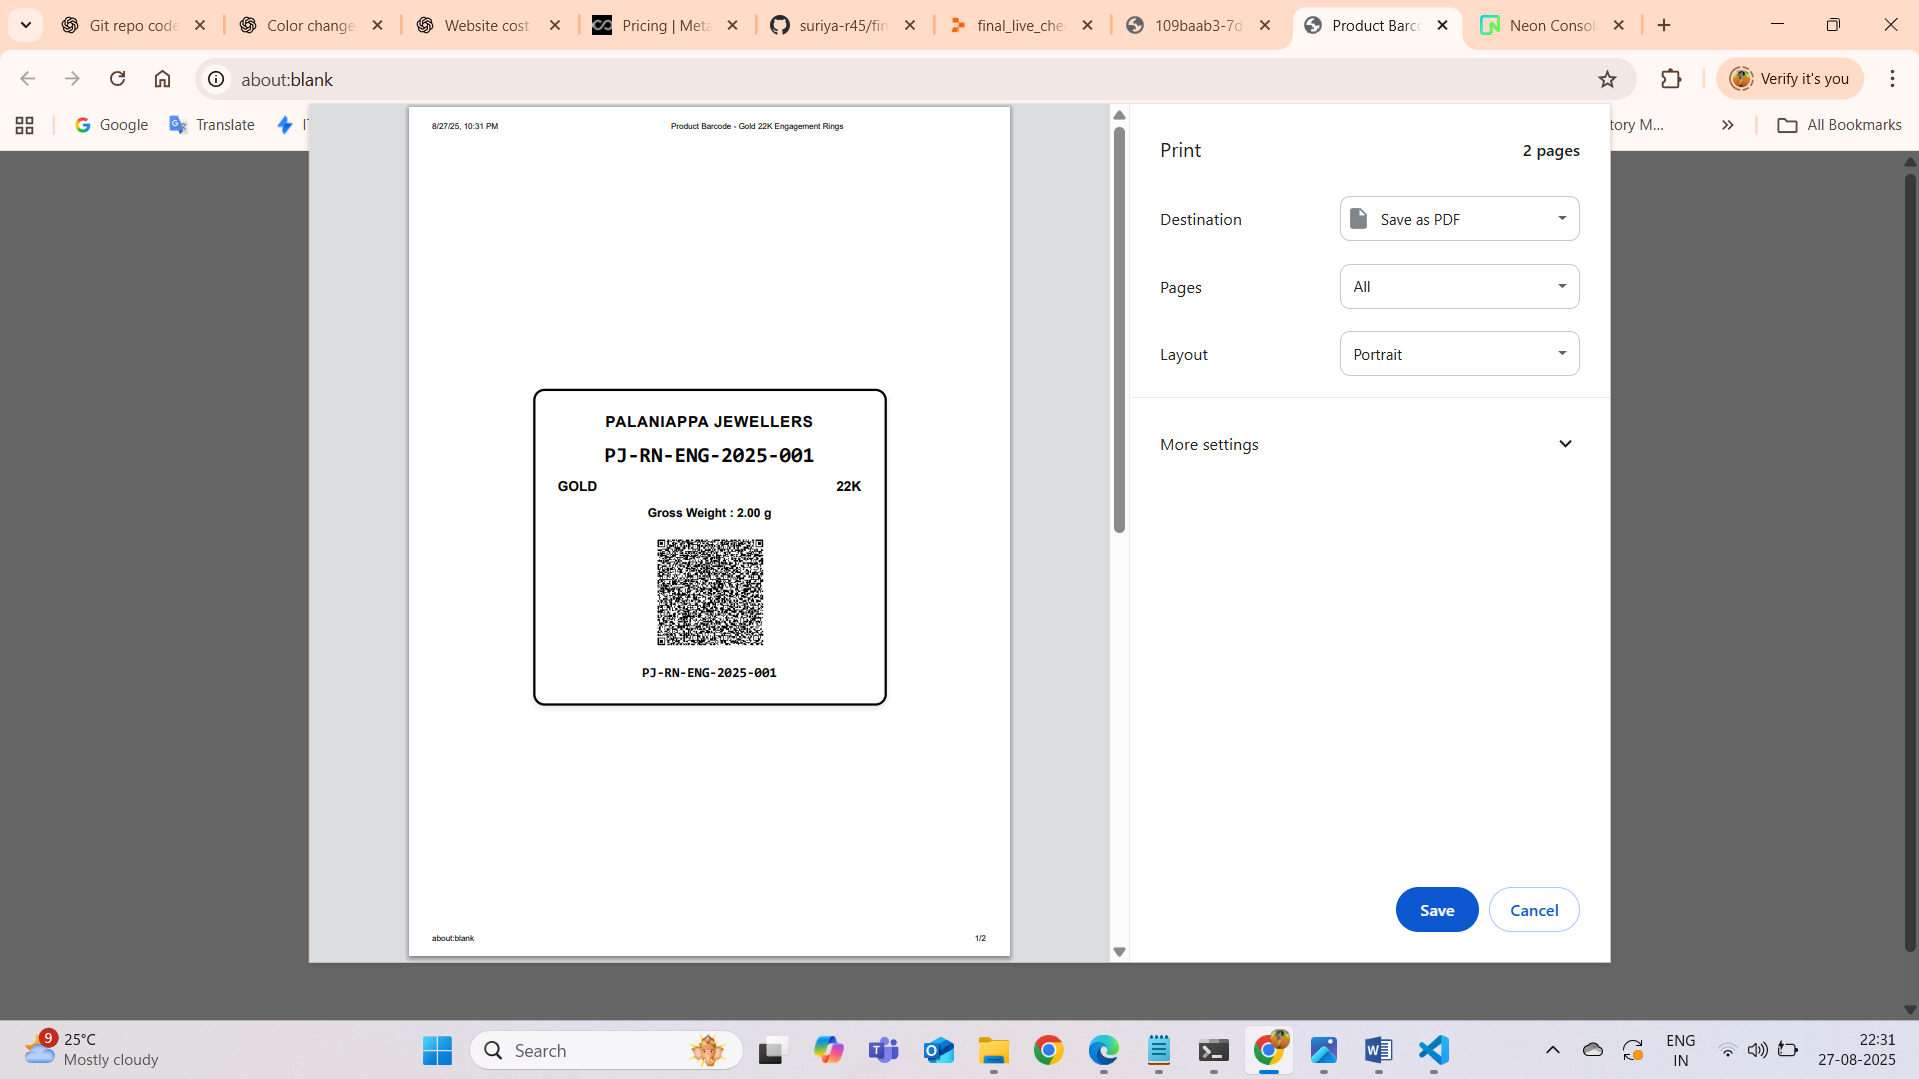 Git repo code
Color change
Website cost
Pricing | Meta
suriya-r45/fin
final_live_che
109baab3-7d
Product Barc
Neon Consol
about:blank
Verify it's you
Google
Translate
tory M...
All Bookmarks
8/27/25, 10:31 PM
Product Barcode - Gold 22K Engagement Rings
PALANIAPPA JEWELLERS
PJ-RN-ENG-2025-001
GOLD
22K
Gross Weight : 2.00 g
PJ-RN-ENG-2025-001
about:blank
1/2
Print
2 pages
Destination
Save as PDF
Pages
All
Layout
Portrait
More settings
Save
Cancel
9
25°C
Mostly cloudy
Search
ENG
IN
22:31
27-08-2025